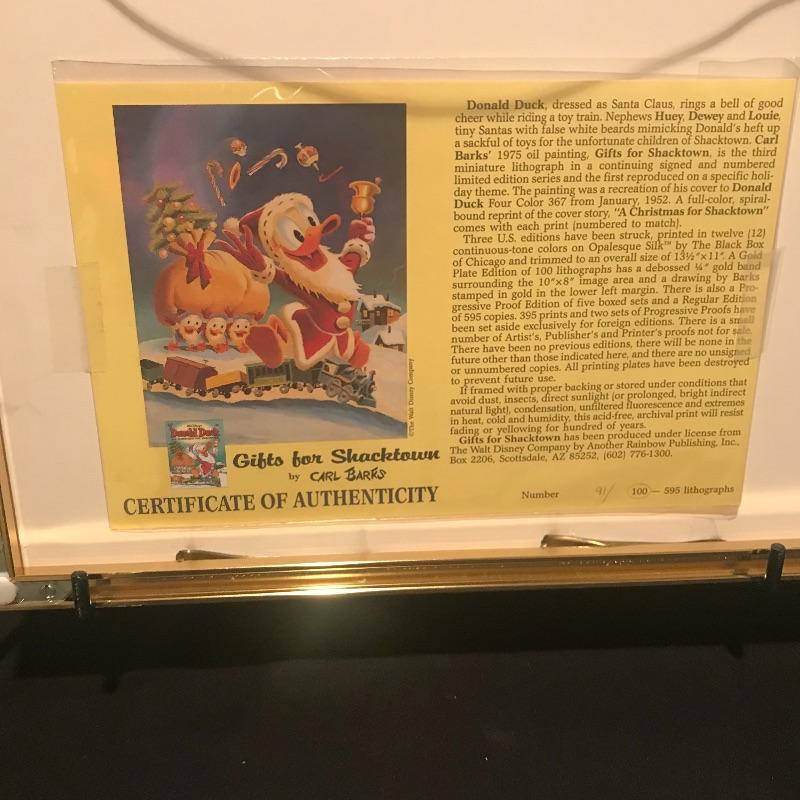 Donald Duck, dressed as Santa Claus, rings a bell of good
cheer while riding a toy train. Nephews Huey, Dewey and Louie,
tiny Santas with false white beards mimicking Donald's heft up
a sackful of toys for the unfortunate children of Shacktown. Carl
Barks' 1975 oil painting, Gifts for Shacktown, is the third
miniature lithograph in a continuing signed and numbered
limited edition series and the first reproduced on a specific holi-
day theme. The painting was a recreation of his cover to Donald
Duck Four Color 367 from January, 1952. A full-color, spiral-
bound reprint of the cover story, "A Christmas for Shacktown"
comes with each print (numbered to match).
Three U.S. editions have been struck, printed in twelve (12)
continuous-tone colors on Opalesque Silk™ by The Black Box
of Chicago and trimmed to an overall size of 13½"x11". A Gold
Plate Edition of 100 lithographs has a debossed ¼" gold band
surrounding the 10"x8" image area and a drawing by Barks
stamped in gold in the lower left margin. There is also a Pro-
gressive Proof Edition of five boxed sets and a Regular Edition
of 595 copies. 395 prints and two sets of Progressive Proofs have
been set aside exclusively for foreign editions. There is a small
number of Artist's, Publisher's and Printer's proofs not for sale.
There have been no previous editions, there will be none in the
future other than those indicated here, and there are no unsigned
or unnumbered copies. All printing plates have been destroyed
to prevent future use.
If framed with proper backing or stored under conditions that
avoid dust, insects, direct sunlight (or prolonged, bright indirect
natural light), condensation, unfiltered fluorescence and extremes
in heat, cold and humidity, this acid-free, archival print will resist
fading or yellowing for hundreds of years.
Gifts for Shacktown has been produced under license from
The Walt Disney Company by Another Rainbow Publishing, Inc.,
Box 2206, Scottsdale, AZ 85252, (602) 776-1300.
©The Walt Disney Company
Donald Duck
Gifts for Shacktown
by CARL BARKS
CERTIFICATE OF AUTHENTICITY
Number 91/ 100 — 595 lithographs